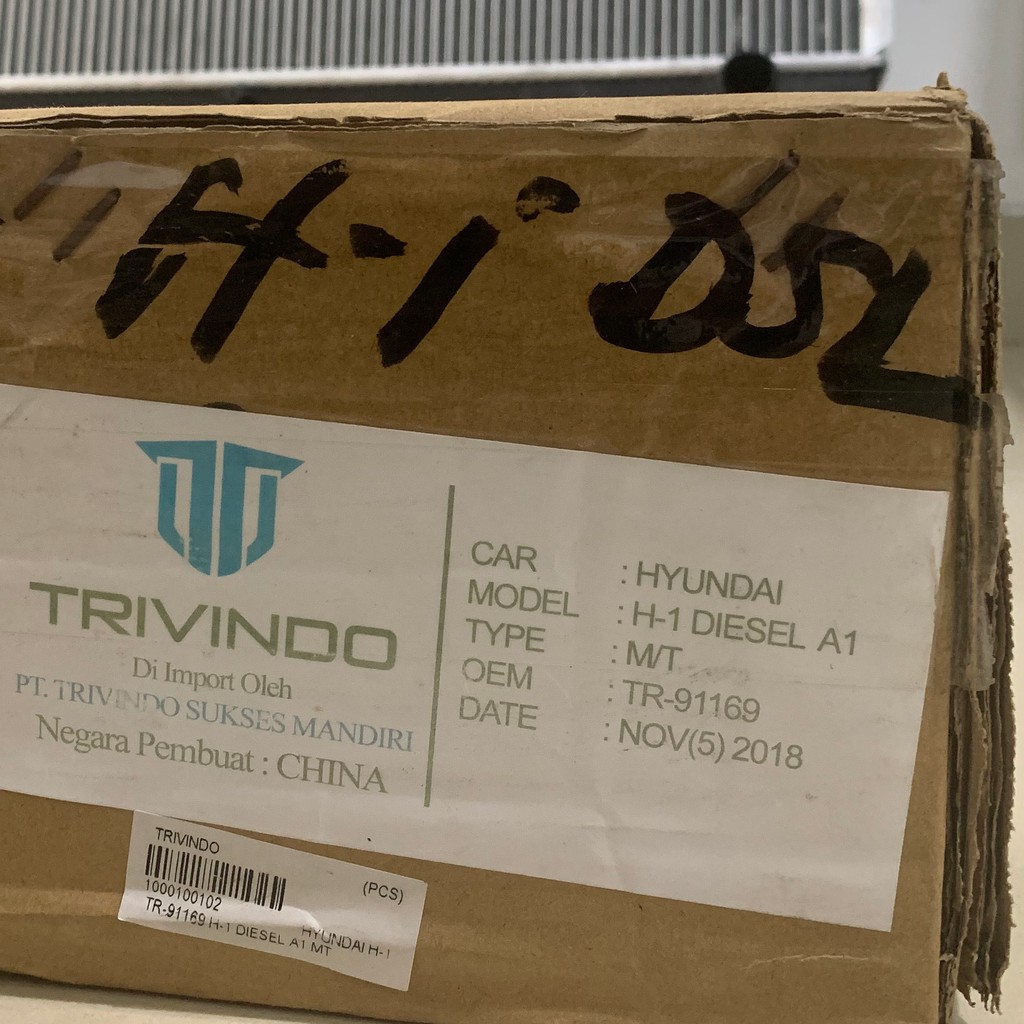 H-1 DSL
TRIVINDO
Di Import Oleh
PT. TRIVINDO SUKSES MANDIRI
Negara Pembuat : CHINA
CAR : HYUNDAI
MODEL : H-1 DIESEL A1
TYPE : M/T
OEM : TR-91169
DATE : NOV(5) 2018
TRIVINDO
(PCS)
1000100102
HYUNDAI H-1
TR-91169 H-1 DIESEL A1 MT